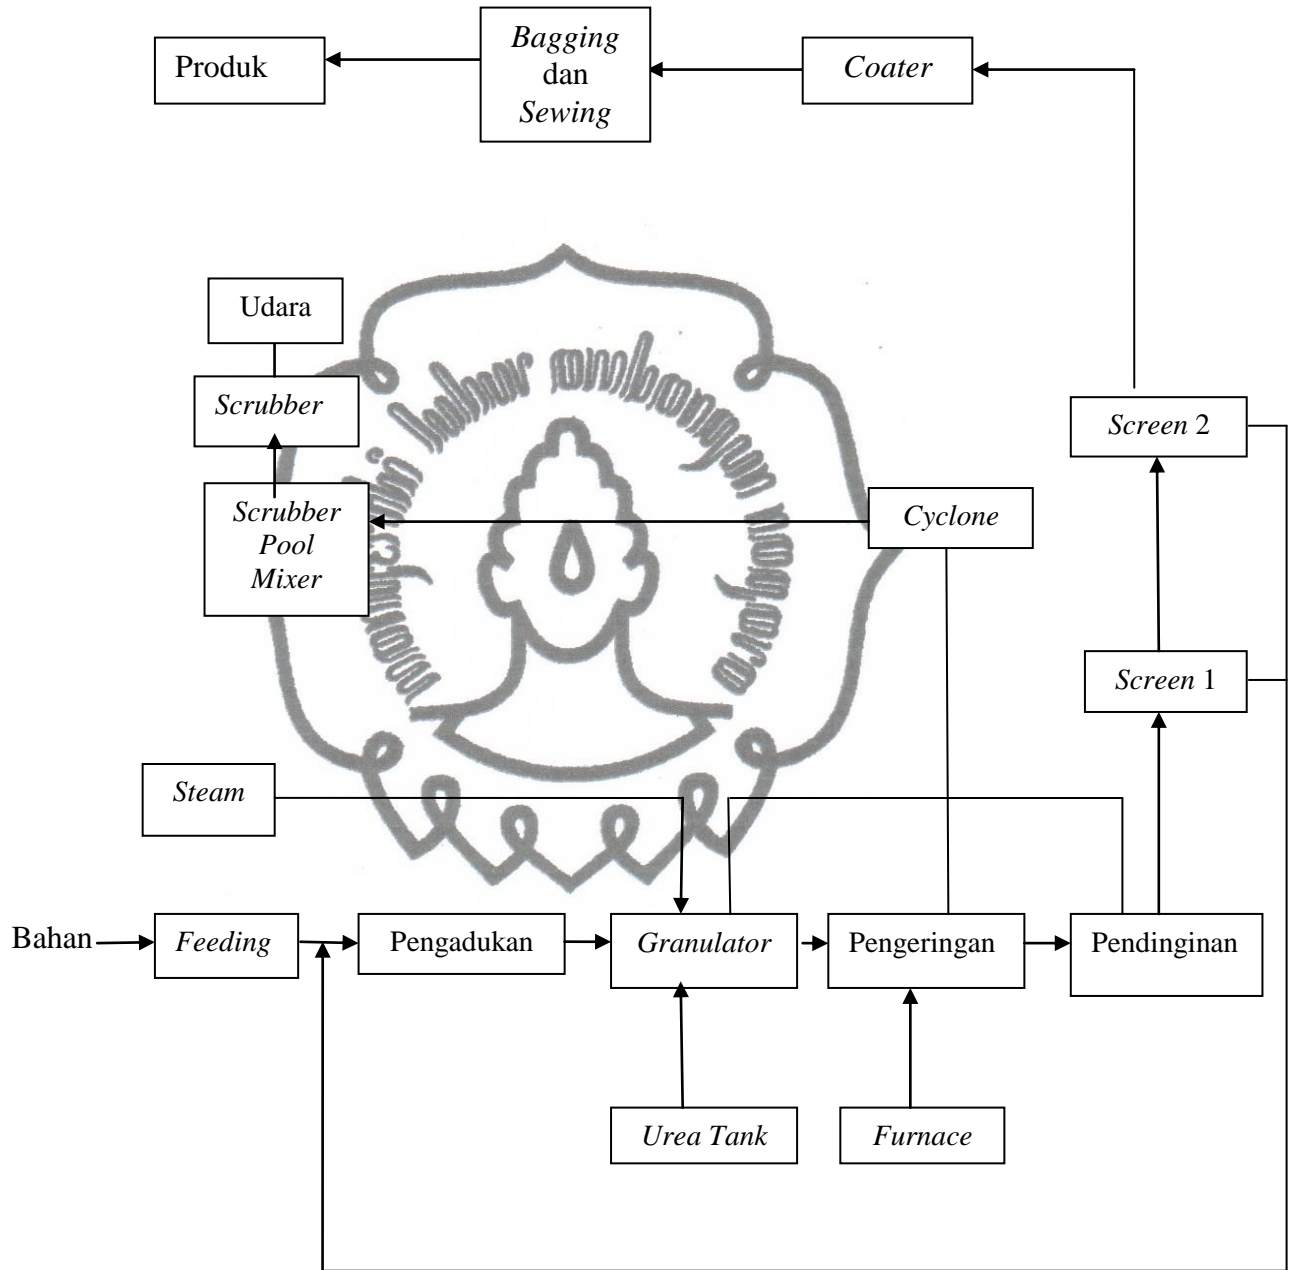 Produk
Bagging
dan
Sewing
Coater
Udara
Scrubber
Screen 2
Scrubber
Pool
Mixer
Cyclone
Screen 1
Steam
Bahan
Feeding
Pengadukan
Granulator
Pengeringan
Pendinginan
Urea Tank
Furnace